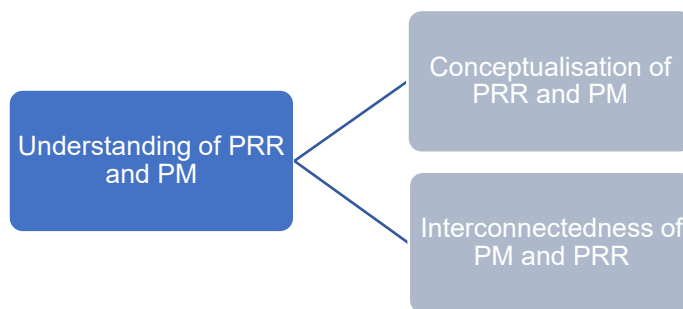 Conceptualisation of
PRR and PM
Understanding of PRR
and PM
Interconnectedness of
PM and PRR